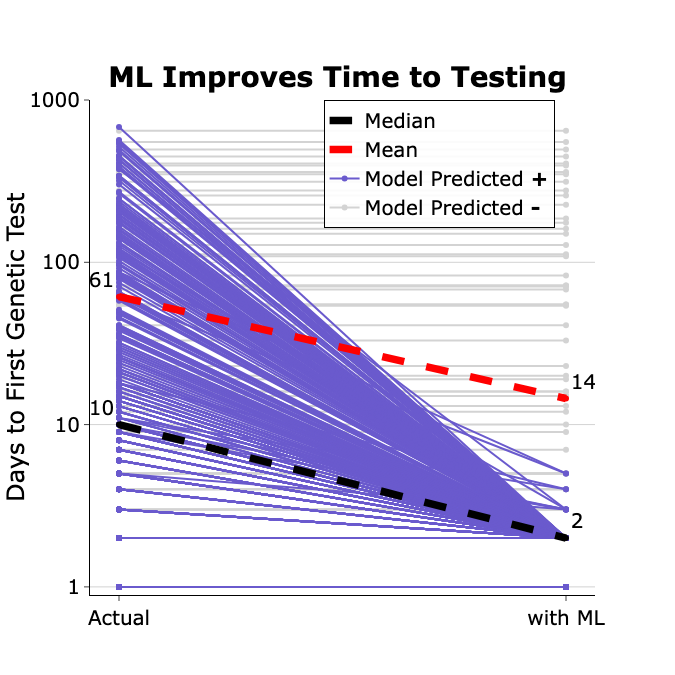 ML Improves Time to Testing
1000
100
10
1
Days to First Genetic Test
Median
Mean
Model Predicted +
Model Predicted -
61
10
14
2
Actual
with ML